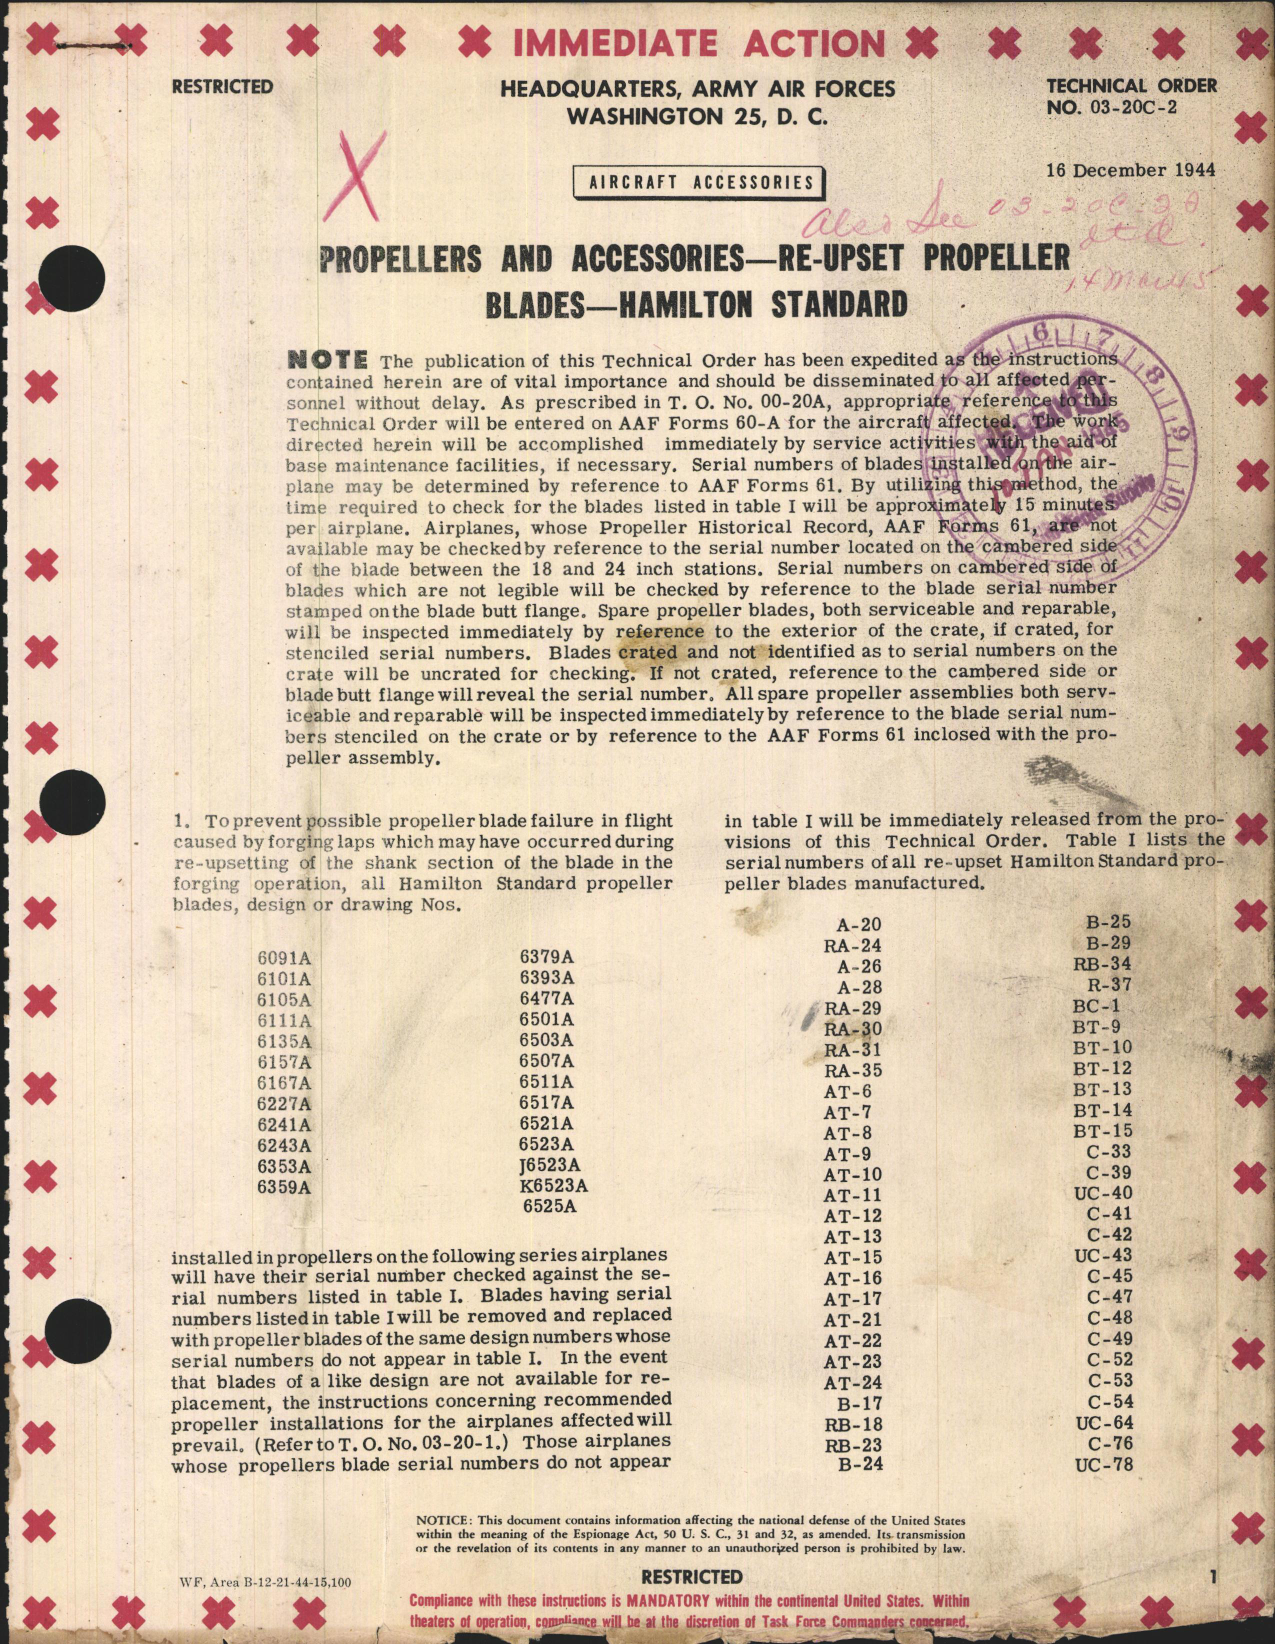 IMMEDIATE ACTION
RESTRICTED
HEADQUARTERS, ARMY AIR FORCES
WASHINGTON 25, D. C.
TECHNICAL ORDER
NO. 03-20C-2
16 December 1944
AIRCRAFT ACCESSORIES
X
Also See 03-20C-2A
14 Mar 45
PROPELLERS AND ACCESSORIES—RE-UPSET PROPELLER
BLADES—HAMILTON STANDARD
6 7 8 9 10 11
RECEIVED
10 JAN 1945
Supply
NOTE The publication of this Technical Order has been expedited as the instructions
contained herein are of vital importance and should be disseminated to all affected per-
sonnel without delay. As prescribed in T. O. No. 00-20A, appropriate reference to this
Technical Order will be entered on AAF Forms 60-A for the aircraft affected. The work
directed herein will be accomplished immediately by service activities with the aid of
base maintenance facilities, if necessary. Serial numbers of blades installed on the air-
plane may be determined by reference to AAF Forms 61. By utilizing this method, the
time required to check for the blades listed in table I will be approximately 15 minutes
per airplane. Airplanes, whose Propeller Historical Record, AAF Forms 61, are not
available may be checked by reference to the serial number located on the cambered side
of the blade between the 18 and 24 inch stations. Serial numbers on cambered side of
blades which are not legible will be checked by reference to the blade serial number
stamped on the blade butt flange. Spare propeller blades, both serviceable and reparable,
will be inspected immediately by reference to the exterior of the crate, if crated, for
stenciled serial numbers. Blades crated and not identified as to serial numbers on the
crate will be uncrated for checking. If not crated, reference to the cambered side or
blade butt flange will reveal the serial number. All spare propeller assemblies both serv-
iceable and reparable will be inspected immediately by reference to the blade serial num-
bers stenciled on the crate or by reference to the AAF Forms 61 inclosed with the pro-
peller assembly.
1. To prevent possible propeller blade failure in flight
caused by forging laps which may have occurred during
re-upsetting of the shank section of the blade in the
forging operation, all Hamilton Standard propeller
blades, design or drawing Nos.
6091A 6379A
6101A 6393A
6105A 6477A
6111A 6501A
6135A 6503A
6157A 6507A
6167A 6511A
6227A 6517A
6241A 6521A
6243A 6523A
6353A J6523A
6359A K6523A
6525A
installed in propellers on the following series airplanes
will have their serial number checked against the se-
rial numbers listed in table I. Blades having serial
numbers listed in table I will be removed and replaced
with propeller blades of the same design numbers whose
serial numbers do not appear in table I. In the event
that blades of a like design are not available for re-
placement, the instructions concerning recommended
propeller installations for the airplanes affected will
prevail. (Refer to T. O. No. 03-20-1.) Those airplanes
whose propellers blade serial numbers do not appear
in table I will be immediately released from the pro-
visions of this Technical Order. Table I lists the
serial numbers of all re-upset Hamilton Standard pro-
peller blades manufactured.
A-20 B-25
RA-24 B-29
A-26 RB-34
A-28 R-37
RA-29 BC-1
RA-30 BT-9
RA-31 BT-10
RA-35 BT-12
AT-6 BT-13
AT-7 BT-14
AT-8 BT-15
AT-9 C-33
AT-10 C-39
AT-11 UC-40
AT-12 C-41
AT-13 C-42
AT-15 UC-43
AT-16 C-45
AT-17 C-47
AT-21 C-48
AT-22 C-49
AT-23 C-52
AT-24 C-53
B-17 C-54
RB-18 UC-64
RB-23 C-76
B-24 UC-78
NOTICE: This document contains information affecting the national defense of the United States
within the meaning of the Espionage Act, 50 U. S. C., 31 and 32, as amended. Its transmission
or the revelation of its contents in any manner to an unauthorized person is prohibited by law.
WF, Area B-12-21-44-15,100
RESTRICTED
1
Compliance with these instructions is MANDATORY within the continental United States. Within
theaters of operation, compliance will be at the discretion of Task Force Commanders concerned.